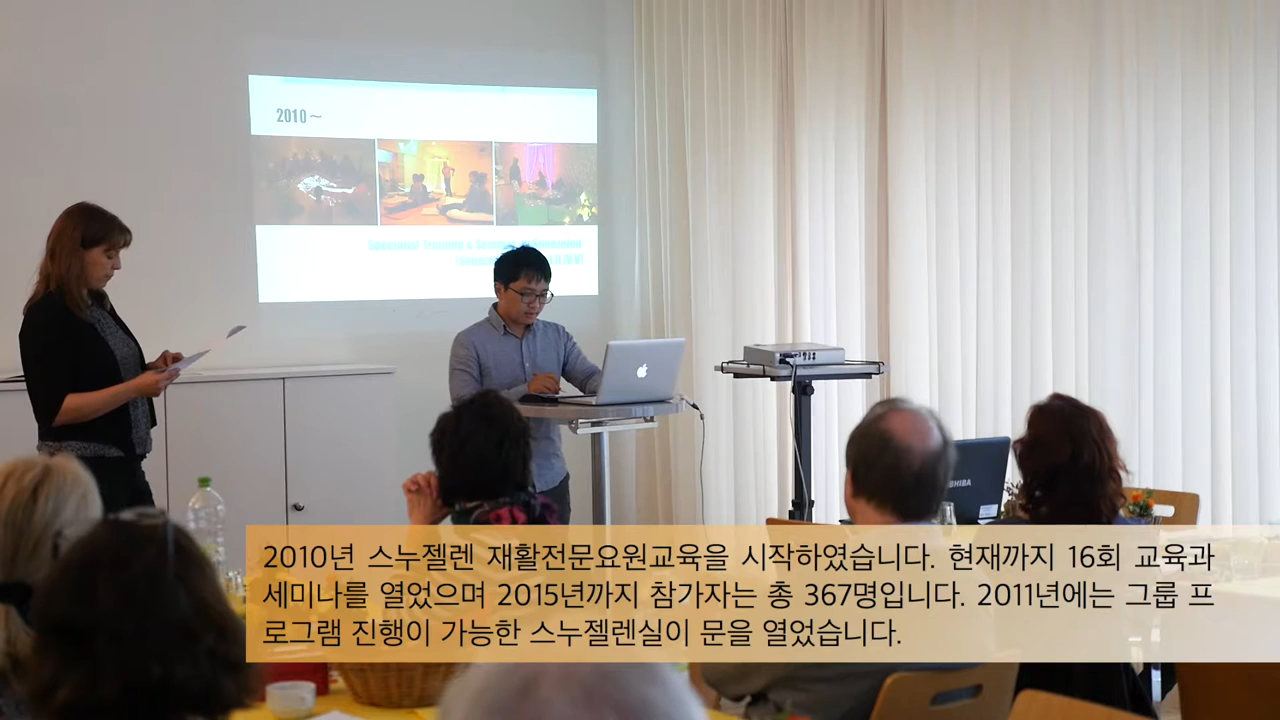 2010~
Training &
SHIBA
2010년 스누젤렌 재활전문요원교육을 시작하였습니다. 현재까지 16회 교육과
세미나를 열었으며 2015년까지 참가자는 총 367명입니다. 2011년에는 그룹 프
로그램 진행이 가능한 스누젤렌실이 문을 열었습니다.